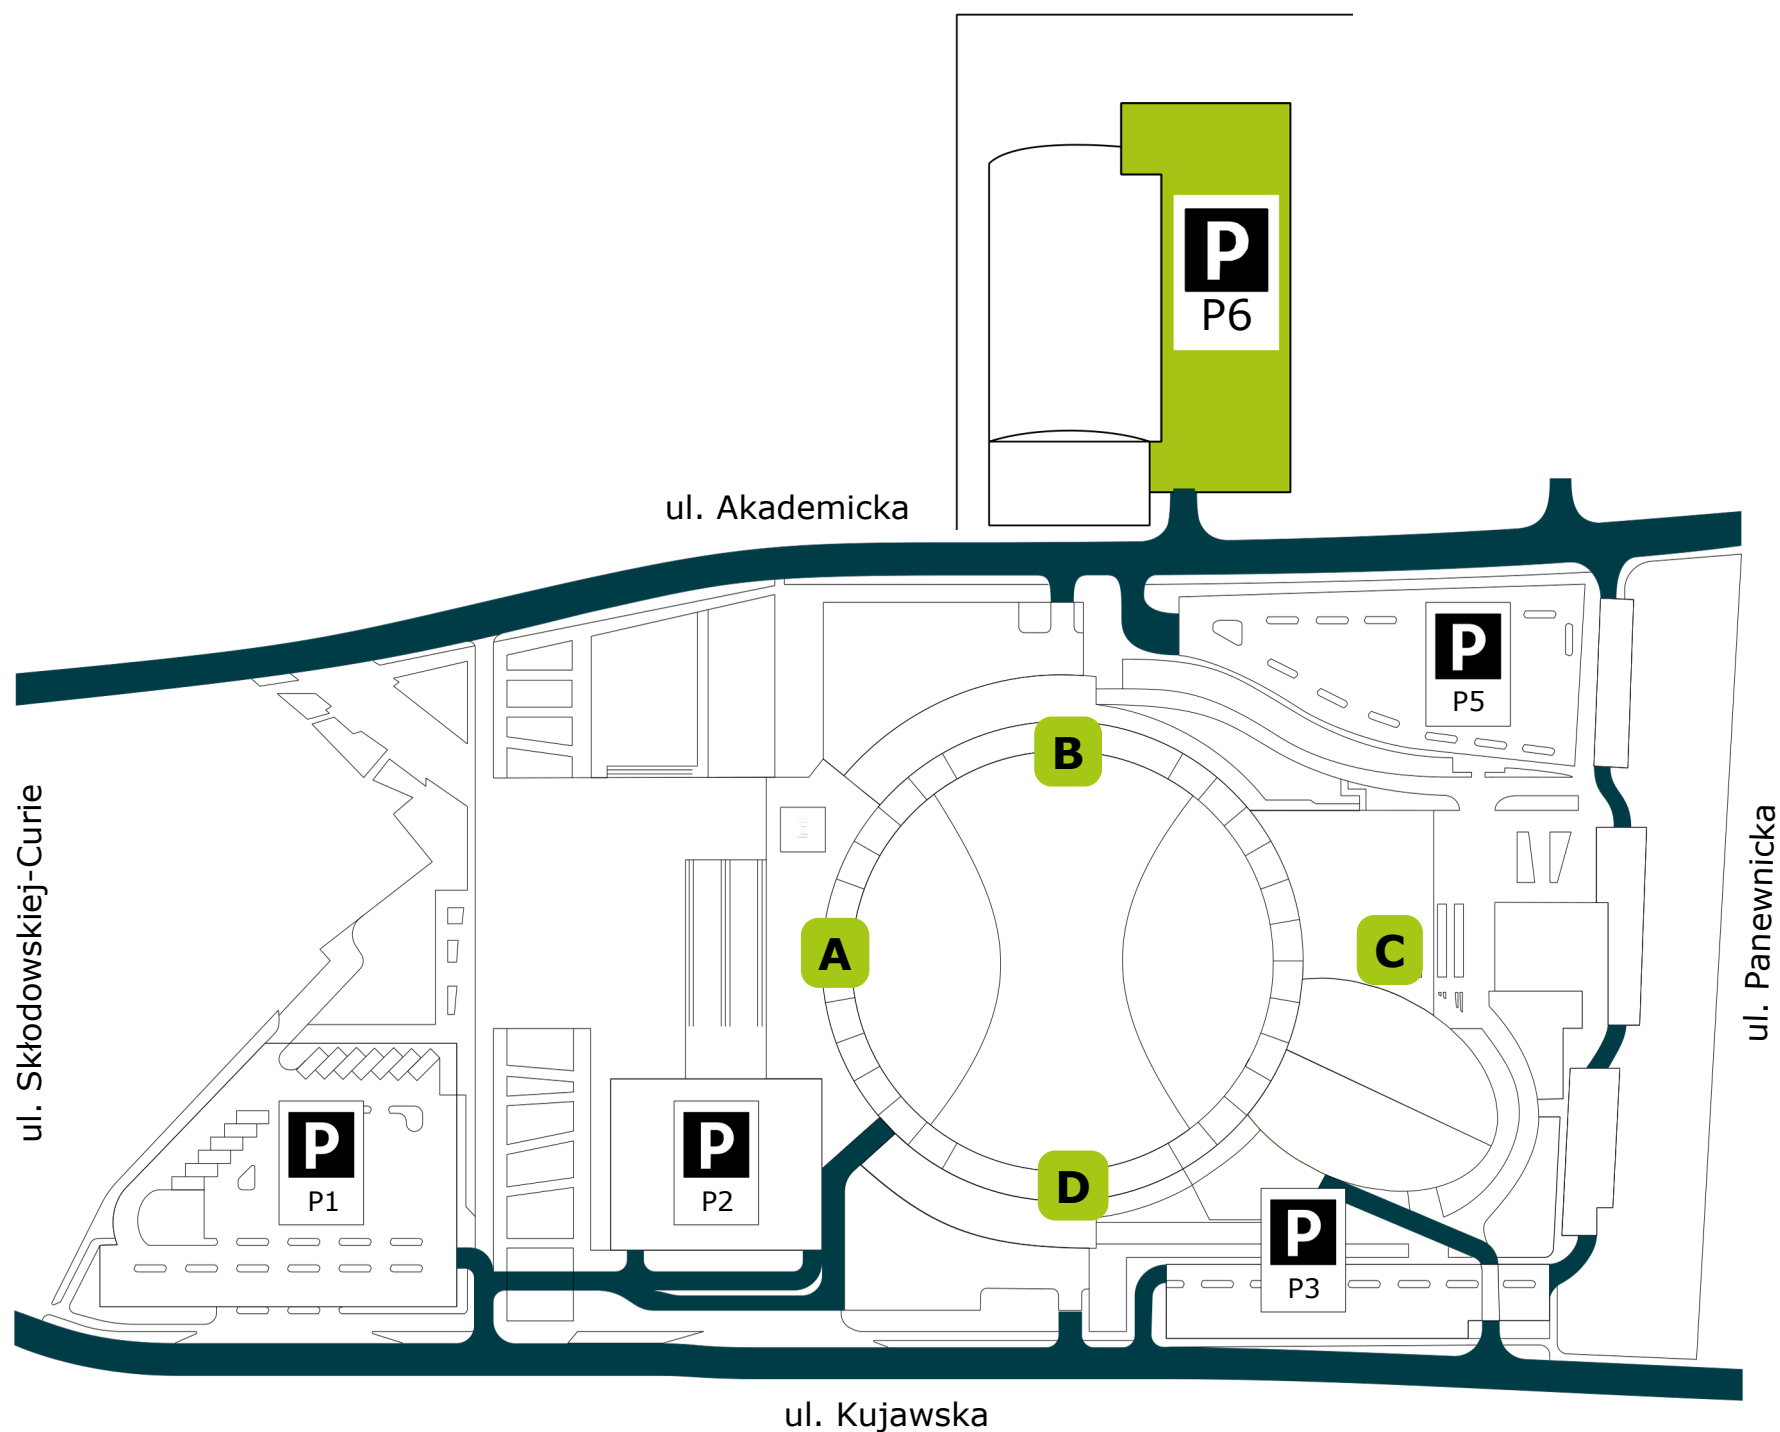 P
P6
ul. Akademicka
P
P5
B
ul. Skłodowskiej-Curie
ul. Panewnicka
A
C
P
P1
P
P2
D
P
P3
ul. Kujawska